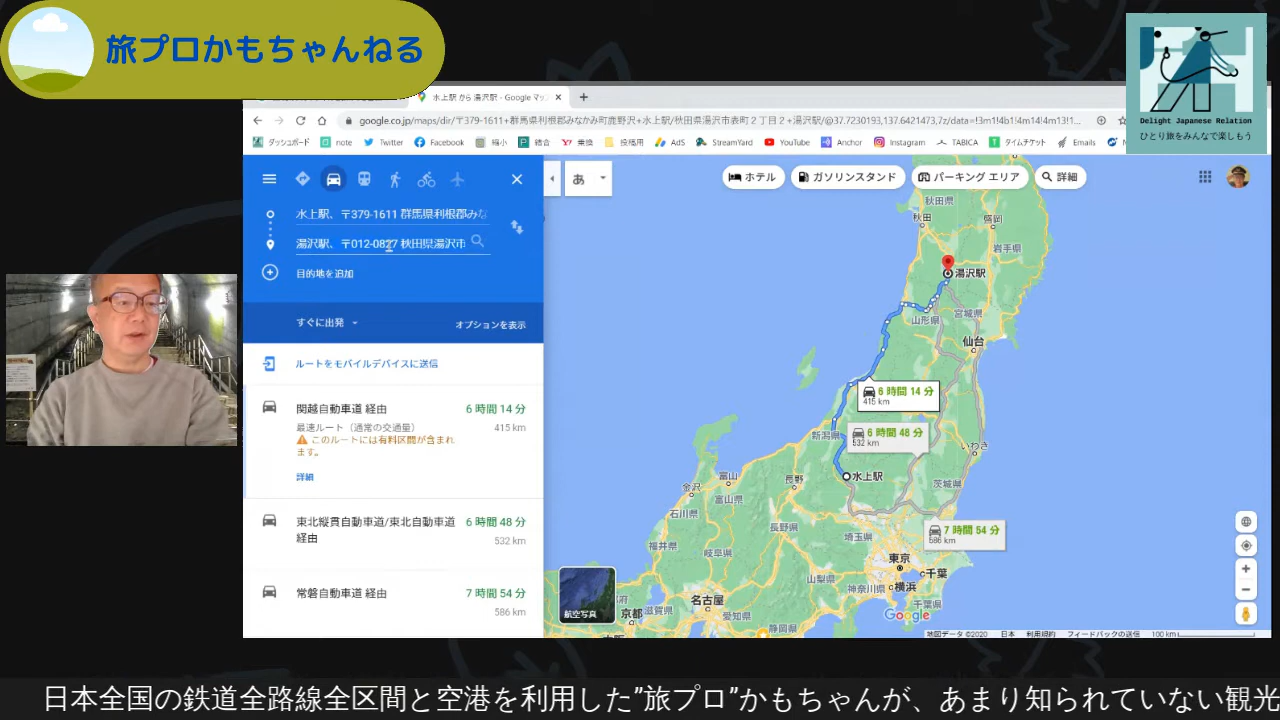 旅プロかもちゃんねる
Delight Japanese Relation
ひとり旅をみんなで楽しもう
水上駅 から 湯沢駅 - Google マッ
google.co.jp/maps/dir/〒379-1611+群馬県利根郡みなかみ町鹿野沢+水上駅/秋田県湯沢市表町２丁目２+湯沢駅/@37.7230193,137.6421473,7z/data=!3m1!4b1!4m14!4m13!1...
ダッシュボード note Twitter Facebook 縮小 結合 乗換 投稿用 AdS StreamYard YouTube Anchor Instagram TABICA タイムチケット Emails
あ
ホテル
ガソリンスタンド
パーキング エリア
詳細
水上駅、〒379-1611 群馬県利根郡みな
湯沢駅、〒012-0827 秋田県湯沢市
目的地を追加
すぐに出発
オプションを表示
ルートをモバイルデバイスに送信
関越自動車道 経由 6 時間 14 分
最速ルート（通常の交通量） 415 km
このルートには有料区間が含まれ
ます。
詳細
東北縦貫自動車道/東北自動車道 6 時間 48 分
経由 532 km
常磐自動車道 経由 7 時間 54 分
586 km
秋田県
秋田
盛岡
岩手県
湯沢駅
宮城県
山形県
仙台
6 時間 14 分
415 km
新潟県
6 時間 48 分
532 km
いわき
水上駅
富山
長野
金沢
富山県
茨城県
石川県
長野県
7 時間 54 分
586 km
埼玉県
福井県
岐阜県
東京
千葉
山梨県
神奈川県
横浜
名古屋
千葉県
京都
滋賀県
愛知県
静岡県
航空写真
Google
地図データ ©2020 日本 利用規約 フィードバックの送信 100 km
日本全国の鉄道全路線全区間と空港を利用した”旅プロ”かもちゃんが、あまり知られていない観光